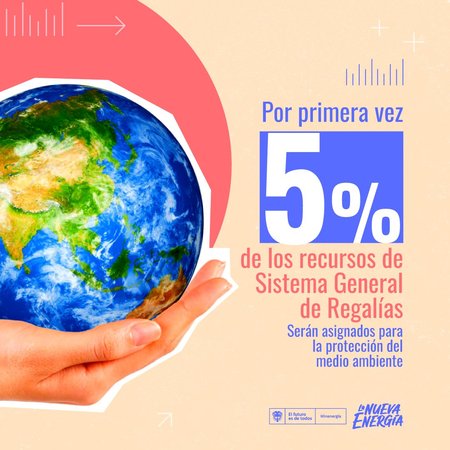 Por primera vez
5%
de los recursos de
Sistema General
de Regalías
Serán asignados para
la protección del
medio ambiente
El futuro
es de todos
Minenergía
LA NUEVA
ENERGÍA